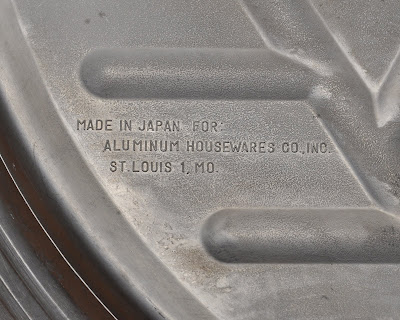 MADE IN JAPAN FOR:
ALUMINUM HOUSEWARES CO., INC.
ST. LOUIS 1, MO.